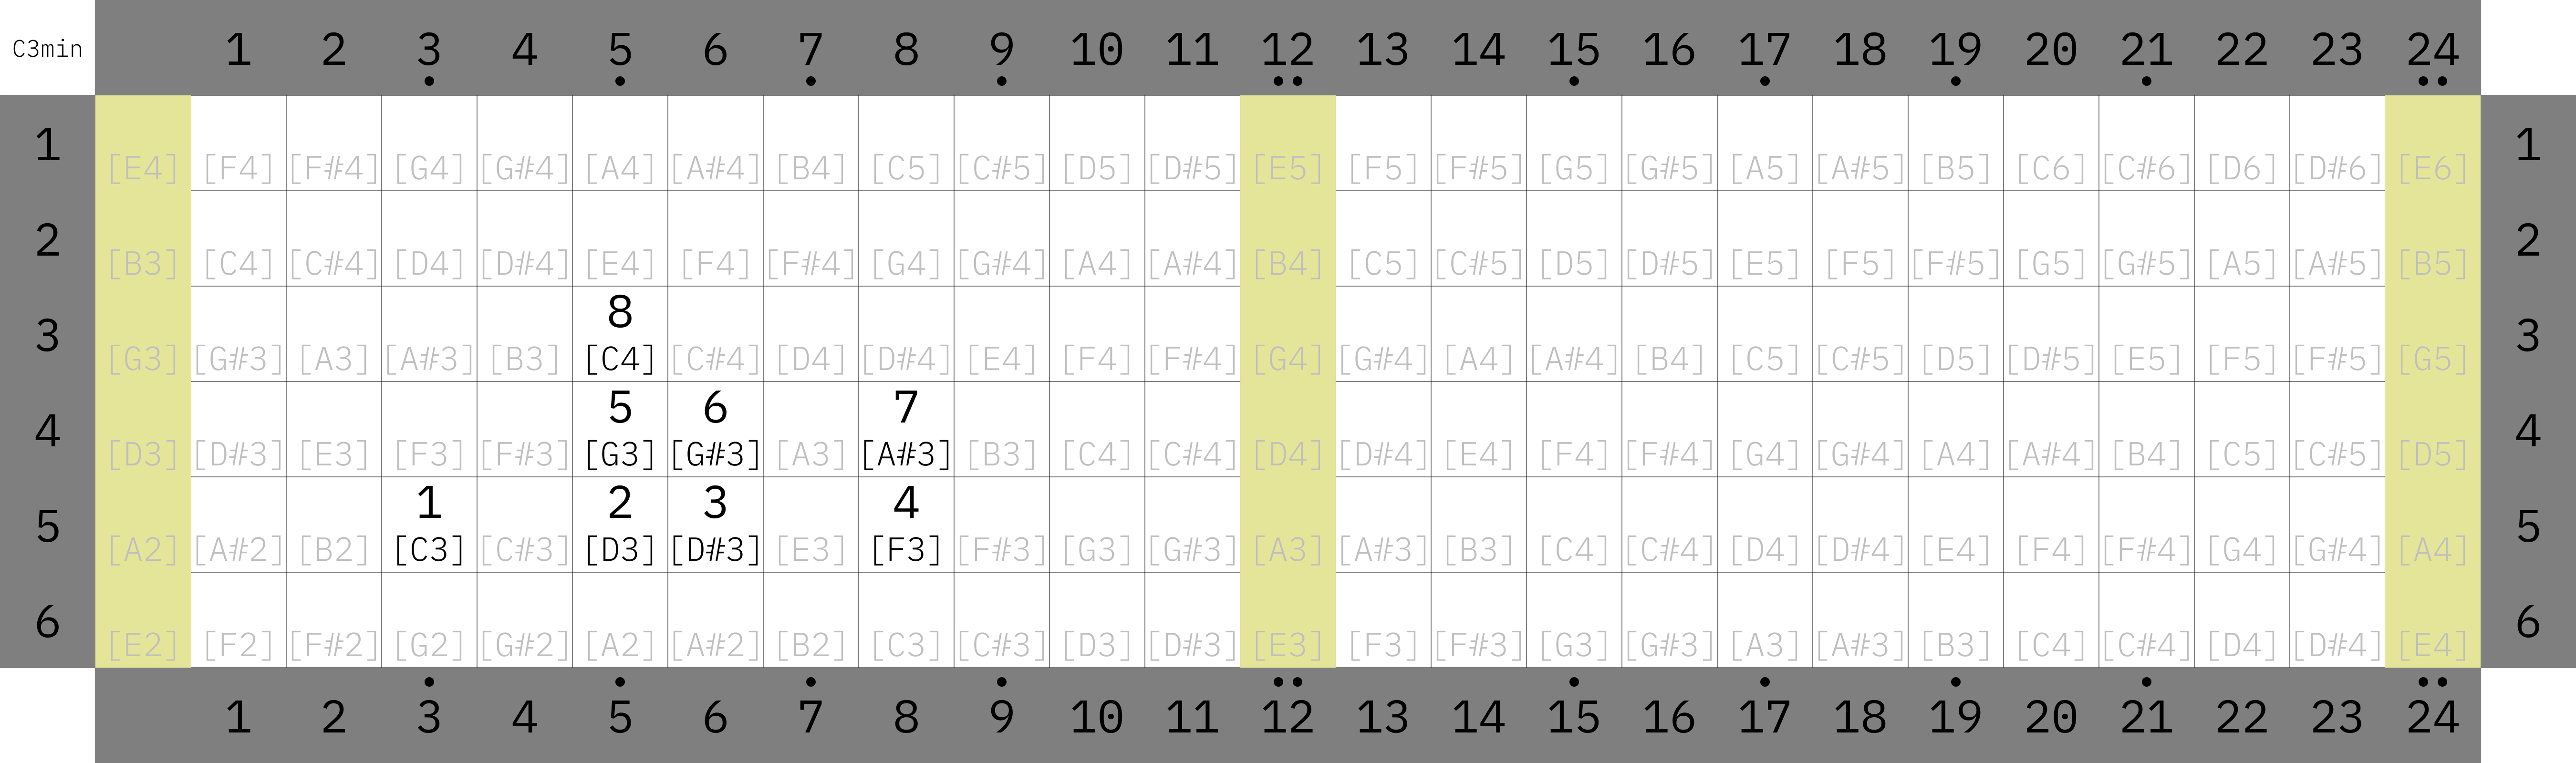 C3min 1 2 3 4 5 6 7 8 9 10 11 12 13 14 15 16 17 18 19 20 21 22 23 24
1 [E4] [F4] [F#4] [G4] [G#4] [A4] [A#4] [B4] [C5] [C#5] [D5] [D#5] [E5] [F5] [F#5] [G5] [G#5] [A5] [A#5] [B5] [C6] [C#6] [D6] [D#6] [E6] 1
2 [B3] [C4] [C#4] [D4] [D#4] [E4] [F4] [F#4] [G4] [G#4] [A4] [A#4] [B4] [C5] [C#5] [D5] [D#5] [E5] [F5] [F#5] [G5] [G#5] [A5] [A#5] [B5] 2
8
3 [G3] [G#3] [A3] [A#3] [B3] [C4] [C#4] [D4] [D#4] [E4] [F4] [F#4] [G4] [G#4] [A4] [A#4] [B4] [C5] [C#5] [D5] [D#5] [E5] [F5] [F#5] [G5] 3
5 6 7
4 [D3] [D#3] [E3] [F3] [F#3] [G3] [G#3] [A3] [A#3] [B3] [C4] [C#4] [D4] [D#4] [E4] [F4] [F#4] [G4] [G#4] [A4] [A#4] [B4] [C5] [C#5] [D5] 4
1 2 3 4
5 [A2] [A#2] [B2] [C3] [C#3] [D3] [D#3] [E3] [F3] [F#3] [G3] [G#3] [A3] [A#3] [B3] [C4] [C#4] [D4] [D#4] [E4] [F4] [F#4] [G4] [G#4] [A4] 5
6 [E2] [F2] [F#2] [G2] [G#2] [A2] [A#2] [B2] [C3] [C#3] [D3] [D#3] [E3] [F3] [F#3] [G3] [G#3] [A3] [A#3] [B3] [C4] [C#4] [D4] [D#4] [E4] 6
1 2 3 4 5 6 7 8 9 10 11 12 13 14 15 16 17 18 19 20 21 22 23 24